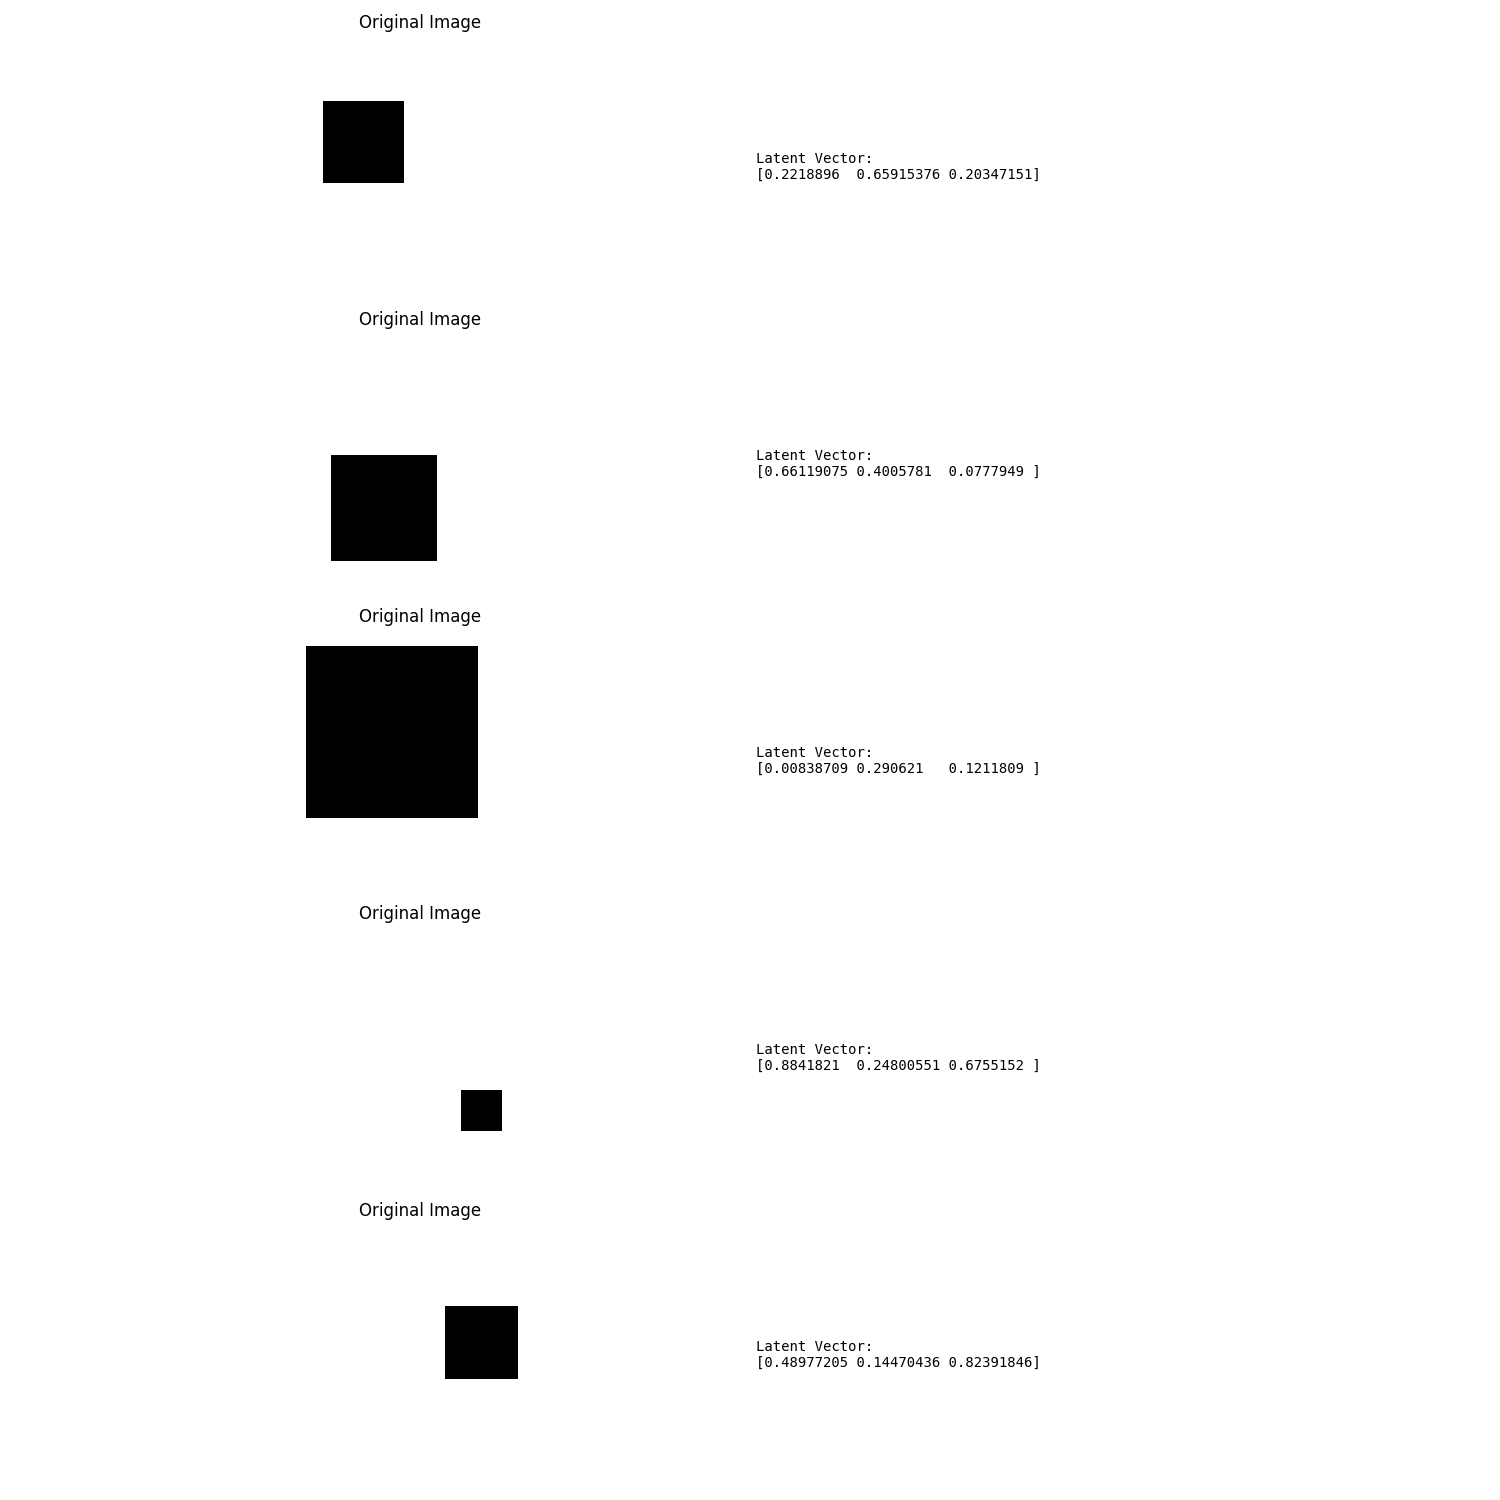 Original Image
Latent Vector:
[0.2218896  0.65915376 0.20347151]
Original Image
Latent Vector:
[0.66119075 0.4005781  0.0777949 ]
Original Image
Latent Vector:
[0.00838709 0.290621   0.1211809 ]
Original Image
Latent Vector:
[0.8841821  0.24800551 0.6755152 ]
Original Image
Latent Vector:
[0.48977205 0.14470436 0.82391846]